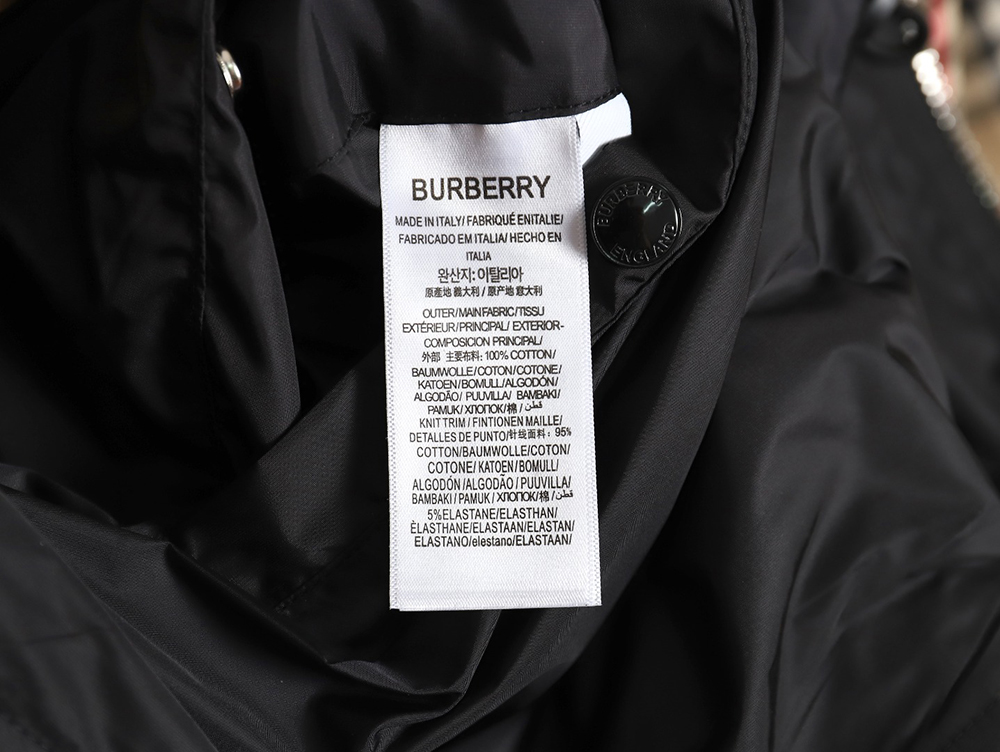 BURBERRY
MADE IN ITALY/ FABRIQUÉ ENITALIE/
FABRICADO EM ITALIA/ HECHO EN
ITALIA
완산지: 이탈리아
原產地 義大利 / 原产地 意大利
OUTER/MAINFABRIC/TISSU
EXTÉRIEUR/PRINCIPAL/ EXTERIOR-
COMPOSICION PRINCIPAL/
外部 主要布料: 100% COTTON/
BAUMWOLLE/COTON/COTONE/
KATOEN/BOMULL/ALGODÓN/
ALGODÃO/ PUUVILLA/ BAMBAKI/
PAMUK/ХЛОПОК/棉/قطن/
KNIT TRIM / FINTIONEN MAILLE/
DETALLES DE PUNTO/针线面料: 95%
COTTON/BAUMWOLLE/COTON/
COTONE/ KATOEN/BOMULL/
ALGODÓN /ALGODÃO / PUUVILLA/
BAMBAKI / PAMUK / ХЛОПОК/棉 /قطن/
5%ELASTANE/ELASTHAN/
ÈLASTHANE/ELASTAAN/ELASTAN/
ELASTANO/elestano/ELASTAAN/
BURBERRY
ENGLAND